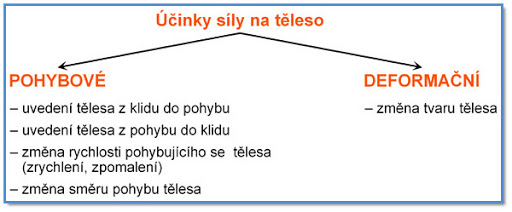 Účinky síly na těleso
POHYBOVÉ
– uvedení tělesa z klidu do pohybu
– uvedení tělesa z pohybu do klidu
– změna rychlosti pohybujícího se tělesa
(zrychlení, zpomalení)
– změna směru pohybu tělesa
DEFORMAČNÍ
– změna tvaru tělesa